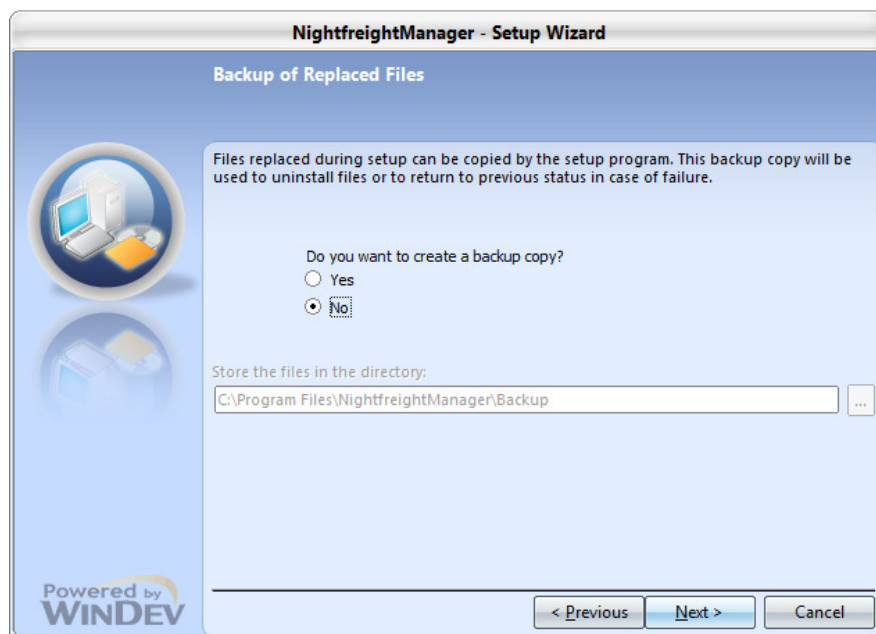 NightfreightManager - Setup Wizard
Backup of Replaced Files
Files replaced during setup can be copied by the setup program. This backup copy will be
used to uninstall files or to return to previous status in case of failure.
Do you want to create a backup copy?
Yes
No
Store the files in the directory:
C:\Program Files\NightfreightManager\Backup
...
Powered by
WINDEV
< Previous
Next >
Cancel